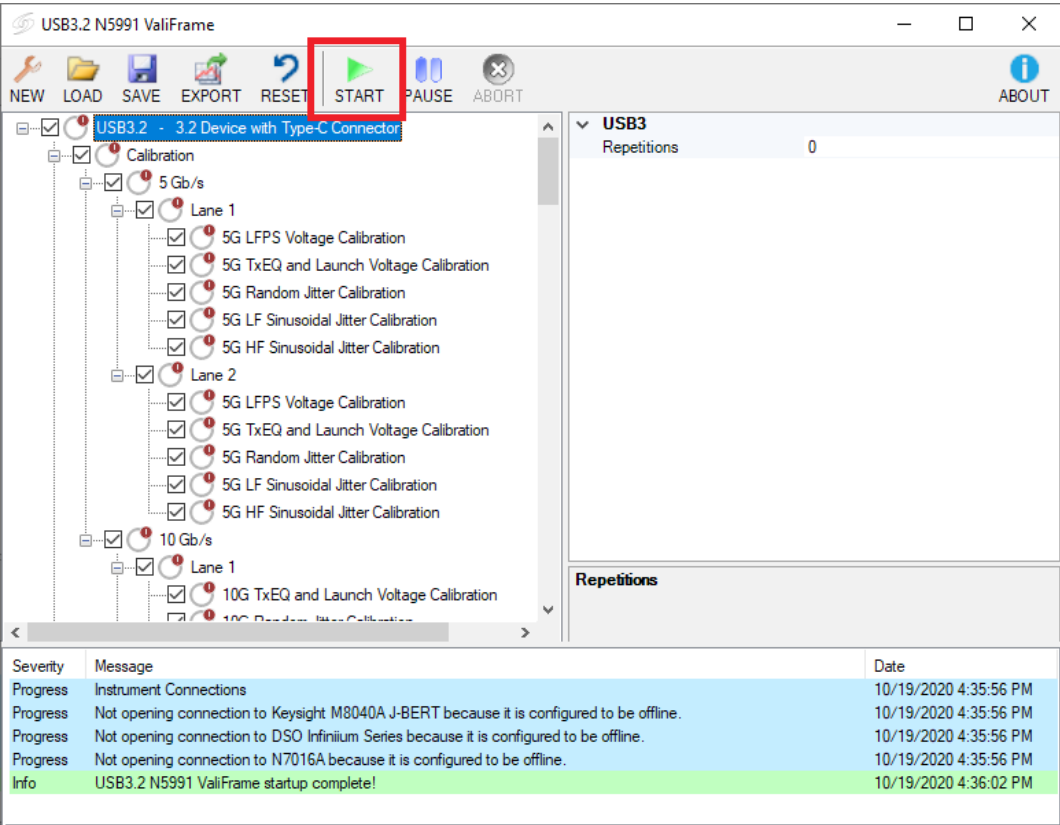 USB3.2 N5991 ValiFrame
NEW LOAD SAVE EXPORT RESET START PAUSE ABORT ABOUT
USB3.2 - 3.2 Device with Type-C Connector
Calibration
5 Gb/s
Lane 1
5G LFPS Voltage Calibration
5G TxEQ and Launch Voltage Calibration
5G Random Jitter Calibration
5G LF Sinusoidal Jitter Calibration
5G HF Sinusoidal Jitter Calibration
Lane 2
5G LFPS Voltage Calibration
5G TxEQ and Launch Voltage Calibration
5G Random Jitter Calibration
5G LF Sinusoidal Jitter Calibration
5G HF Sinusoidal Jitter Calibration
10 Gb/s
Lane 1
10G TxEQ and Launch Voltage Calibration
10G Random Jitter Calibration
USB3
Repetitions 0
Repetitions
Severity Message Date
Progress Instrument Connections 10/19/2020 4:35:56 PM
Progress Not opening connection to Keysight M8040A J-BERT because it is configured to be offline. 10/19/2020 4:35:56 PM
Progress Not opening connection to DSO Infiniium Series because it is configured to be offline. 10/19/2020 4:35:56 PM
Progress Not opening connection to N7016A because it is configured to be offline. 10/19/2020 4:35:56 PM
Info USB3.2 N5991 ValiFrame startup complete! 10/19/2020 4:36:02 PM